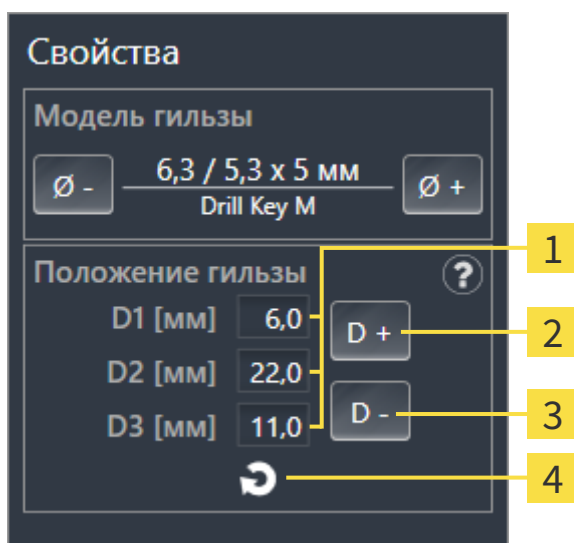 Свойства
Модель гильзы
Ø - 6,3 / 5,3 x 5 мм Ø +
Drill Key M
1
Положение гильзы ?
D1 [мм] 6,0
D + 2
D2 [мм] 22,0
D - 3
D3 [мм] 11,0
4